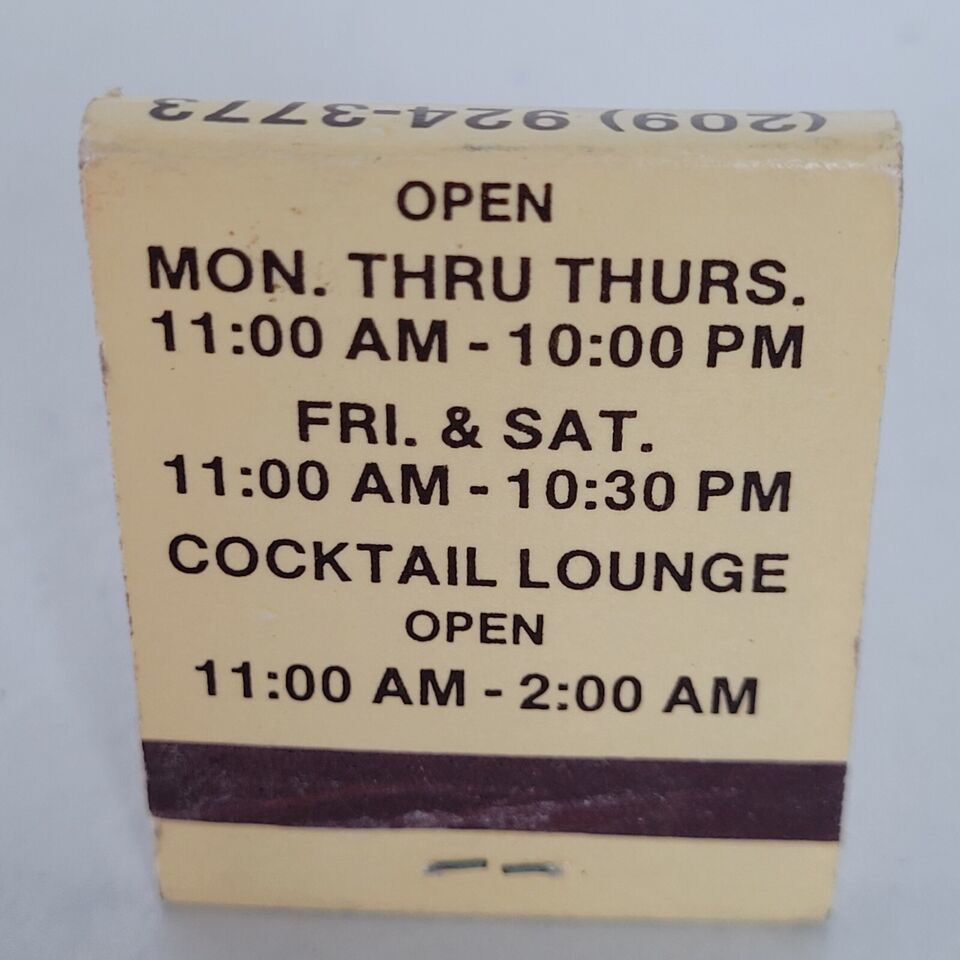 (209) 924-3773
OPEN
MON. THRU THURS.
11:00 AM - 10:00 PM
FRI. & SAT.
11:00 AM - 10:30 PM
COCKTAIL LOUNGE
OPEN
11:00 AM - 2:00 AM